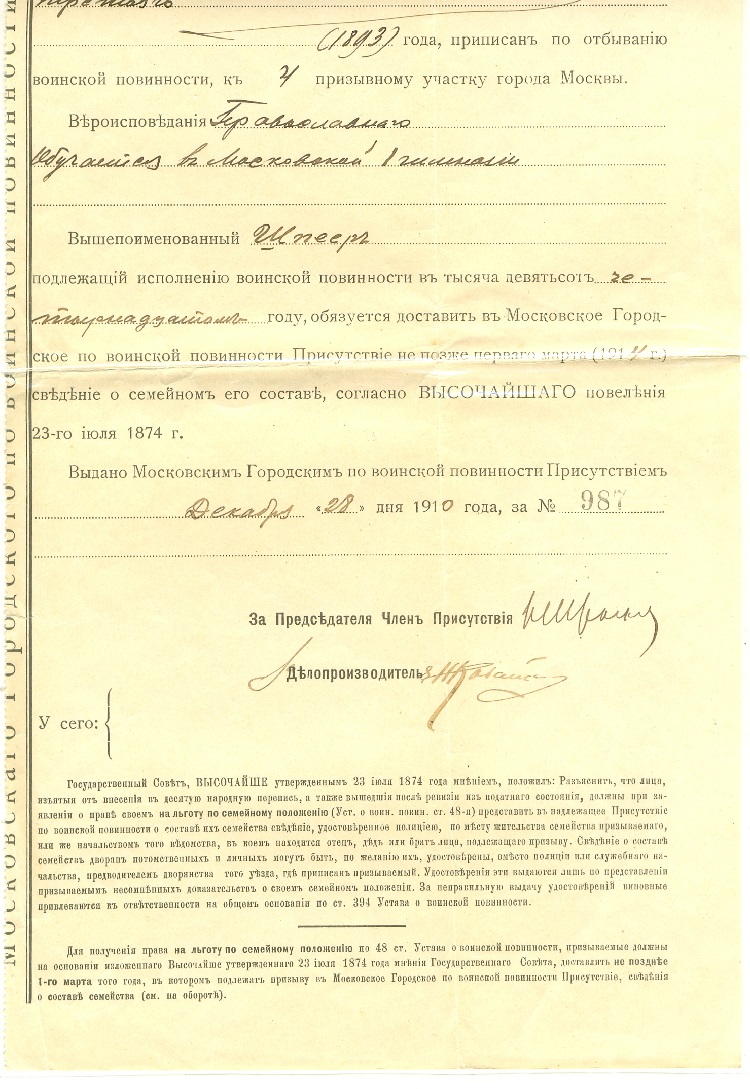 третьяго
(1893) года, приписанъ по отбыванію
воинской повинности, къ 4 призывному участку города Москвы.
Вѣроисповѣданія Православнаго
Обучается въ Московской 1 гимназіи
Вышепоименованный Шпееръ
подлежащій исполненію воинской повинности въ тысяча девятьсотъ че-
тырнадцатомъ году, обязуется доставить въ Московское Город-
ское по воинской повинности Присутствіе не позже перваго марта (1914 г.)
свѣдѣніе о семейномъ его составѣ, согласно ВЫСОЧАЙШАГО повелѣнія
23-го іюля 1874 г.
Выдано Московскимъ Городскимъ по воинской повинности Присутствіемъ
Декабря «28» дня 1910 года, за № 987
За Предсѣдателя Членъ Присутствія
Дѣлопроизводитель
У сего: {
Государственный Совѣтъ, ВЫСОЧАЙШЕ утвержденнымъ 23 іюля 1874 года мнѣніемъ, положилъ: Разъяснить, что лица,
изъятыя отъ внесенія въ десятую народную перепись, а также вышедшія послѣ ревизіи изъ податнаго состоянія, должны при за-
явленіи о правѣ своемъ на льготу по семейному положенію (Уст. о воин. повин. ст. 48-я) представить въ надлежащее Присутствіе
по воинской повинности о составѣ ихъ семейства свѣдѣніе, удостовѣренное полиціею, по мѣсту жительства семейства призываемаго,
или же начальствомъ того вѣдомства, въ коемъ находится отецъ, дѣдъ или братъ лица, подлежащаго призыву. Свѣдѣніе о составѣ
семействъ дворянъ потомственныхъ и личныхъ могутъ быть, по желанію ихъ, удостовѣрены, вмѣсто полиціи или служебнаго на-
чальства, предводителемъ дворянства того уѣзда, гдѣ приписанъ призываемый. Удостовѣренія эти выдаются лишь по представленіи
призываемымъ несомнѣнныхъ доказательствъ о своемъ семейномъ положеніи. За неправильную выдачу удостовѣреній виновные
привлекаются къ отвѣтственности на общемъ основаніи по ст. 394 Устава о воинской повинности.
Для полученія права на льготу по семейному положенію по 48 ст. Устава о воинской повинности, призываемые должны
на основаніи изложеннаго Высочайше утвержденнаго 23 іюля 1874 года мнѣнія Государственнаго Совѣта, доставить не позднѣе
1-го марта того года, въ которомъ подлежатъ призыву въ Московское Городское по воинской повинности Присутствіе, свѣдѣнія
о составѣ семейства (см. на оборотѣ).
Московскаго Городского по воинской повинности